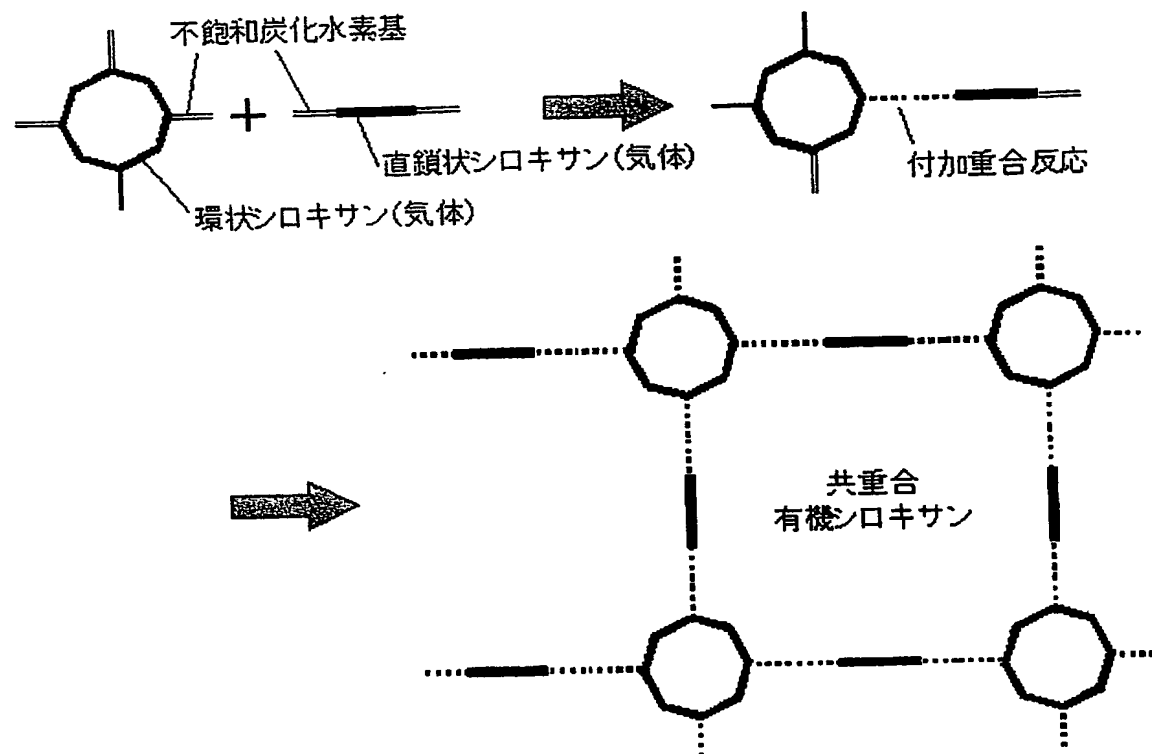 不飽和炭化水素基
+
直鎖状シロキサン(気体)
環状シロキサン(気体)
付加重合反応
共重合
有機シロキサン